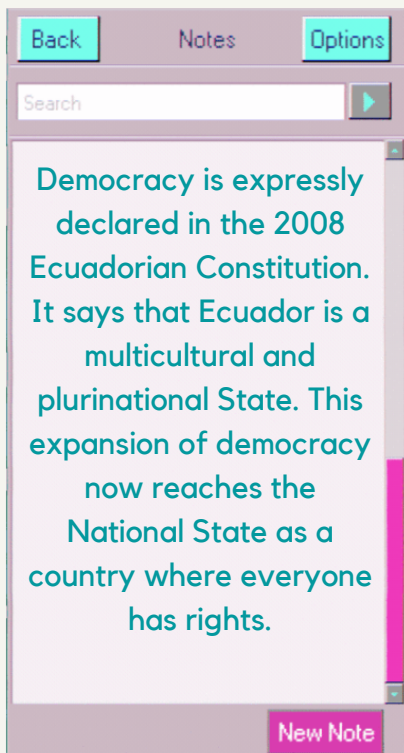 Back Notes Options
Search
Democracy is expressly
declared in the 2008
Ecuadorian Constitution.
It says that Ecuador is a
multicultural and
plurinational State. This
expansion of democracy
now reaches the
National State as a
country where everyone
has rights.
New Note